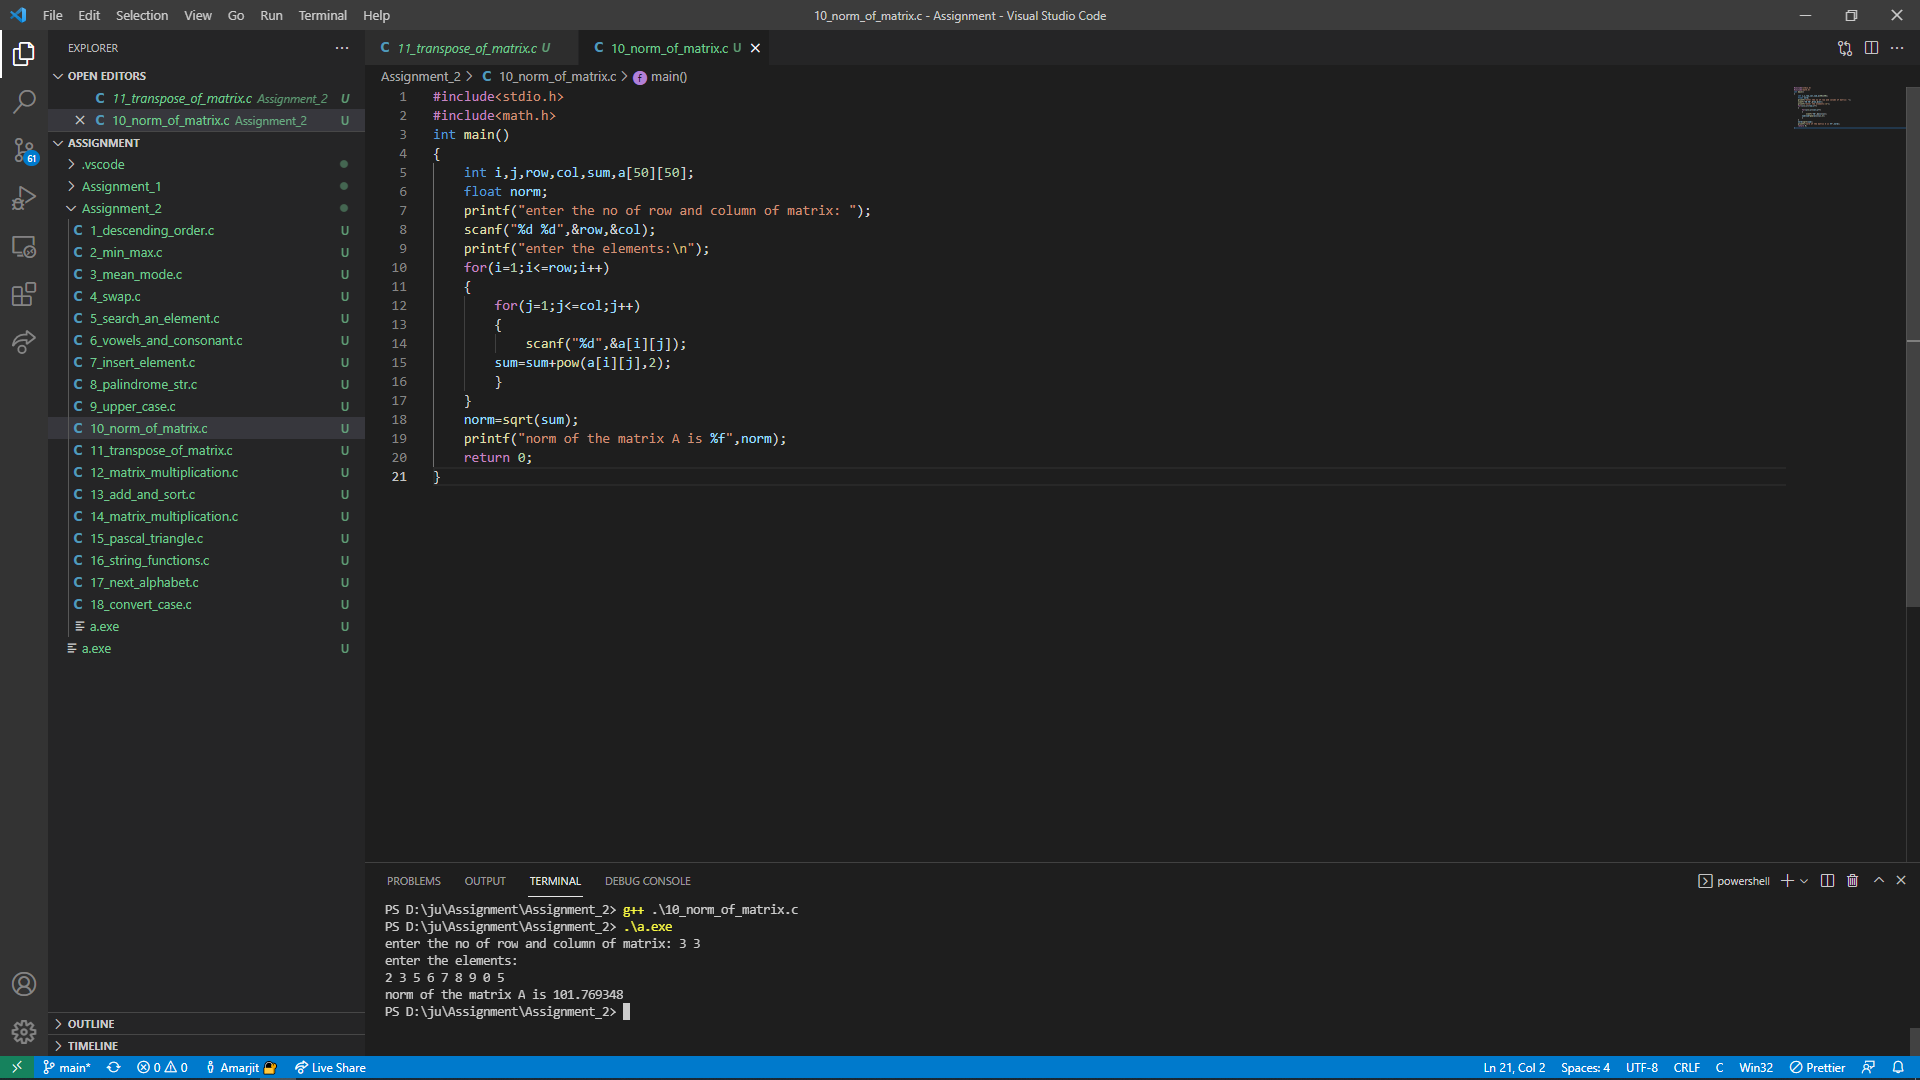 File Edit Selection View Go Run Terminal Help
10_norm_of_matrix.c - Assignment - Visual Studio Code
EXPLORER
OPEN EDITORS
11_transpose_of_matrix.c Assignment_2 U
10_norm_of_matrix.c Assignment_2 U
ASSIGNMENT
.vscode
Assignment_1
Assignment_2
C 1_descending_order.c U
C 2_min_max.c U
C 3_mean_mode.c U
C 4_swap.c U
C 5_search_an_element.c U
C 6_vowels_and_consonant.c U
C 7_insert_element.c U
C 8_palindrome_str.c U
C 9_upper_case.c U
C 10_norm_of_matrix.c U
C 11_transpose_of_matrix.c U
C 12_matrix_multiplication.c U
C 13_add_and_sort.c U
C 14_matrix_multiplication.c U
C 15_pascal_triangle.c U
C 16_string_functions.c U
C 17_next_alphabet.c U
C 18_convert_case.c U
a.exe U
a.exe U
OUTLINE
TIMELINE
61
C 11_transpose_of_matrix.c U
C 10_norm_of_matrix.c U
Assignment_2 > C 10_norm_of_matrix.c > main()
1 #include<stdio.h>
2 #include<math.h>
3 int main()
4 {
5 int i,j,row,col,sum,a[50][50];
6 float norm;
7 printf("enter the no of row and column of matrix: ");
8 scanf("%d %d",&row,&col);
9 printf("enter the elements:\n");
10 for(i=1;i<=row;i++)
11 {
12 for(j=1;j<=col;j++)
13 {
14 scanf("%d",&a[i][j]);
15 sum=sum+pow(a[i][j],2);
16 }
17 }
18 norm=sqrt(sum);
19 printf("norm of the matrix A is %f",norm);
20 return 0;
21 }
PROBLEMS OUTPUT TERMINAL DEBUG CONSOLE
powershell
PS D:\ju\Assignment\Assignment_2> g++ .\10_norm_of_matrix.c
PS D:\ju\Assignment\Assignment_2> .\a.exe
enter the no of row and column of matrix: 3 3
enter the elements:
2 3 5 6 7 8 9 0 5
norm of the matrix A is 101.769348
PS D:\ju\Assignment\Assignment_2>
main* 0 0 Amarjit Live Share
Ln 21, Col 2 Spaces: 4 UTF-8 CRLF C Win32 Prettier